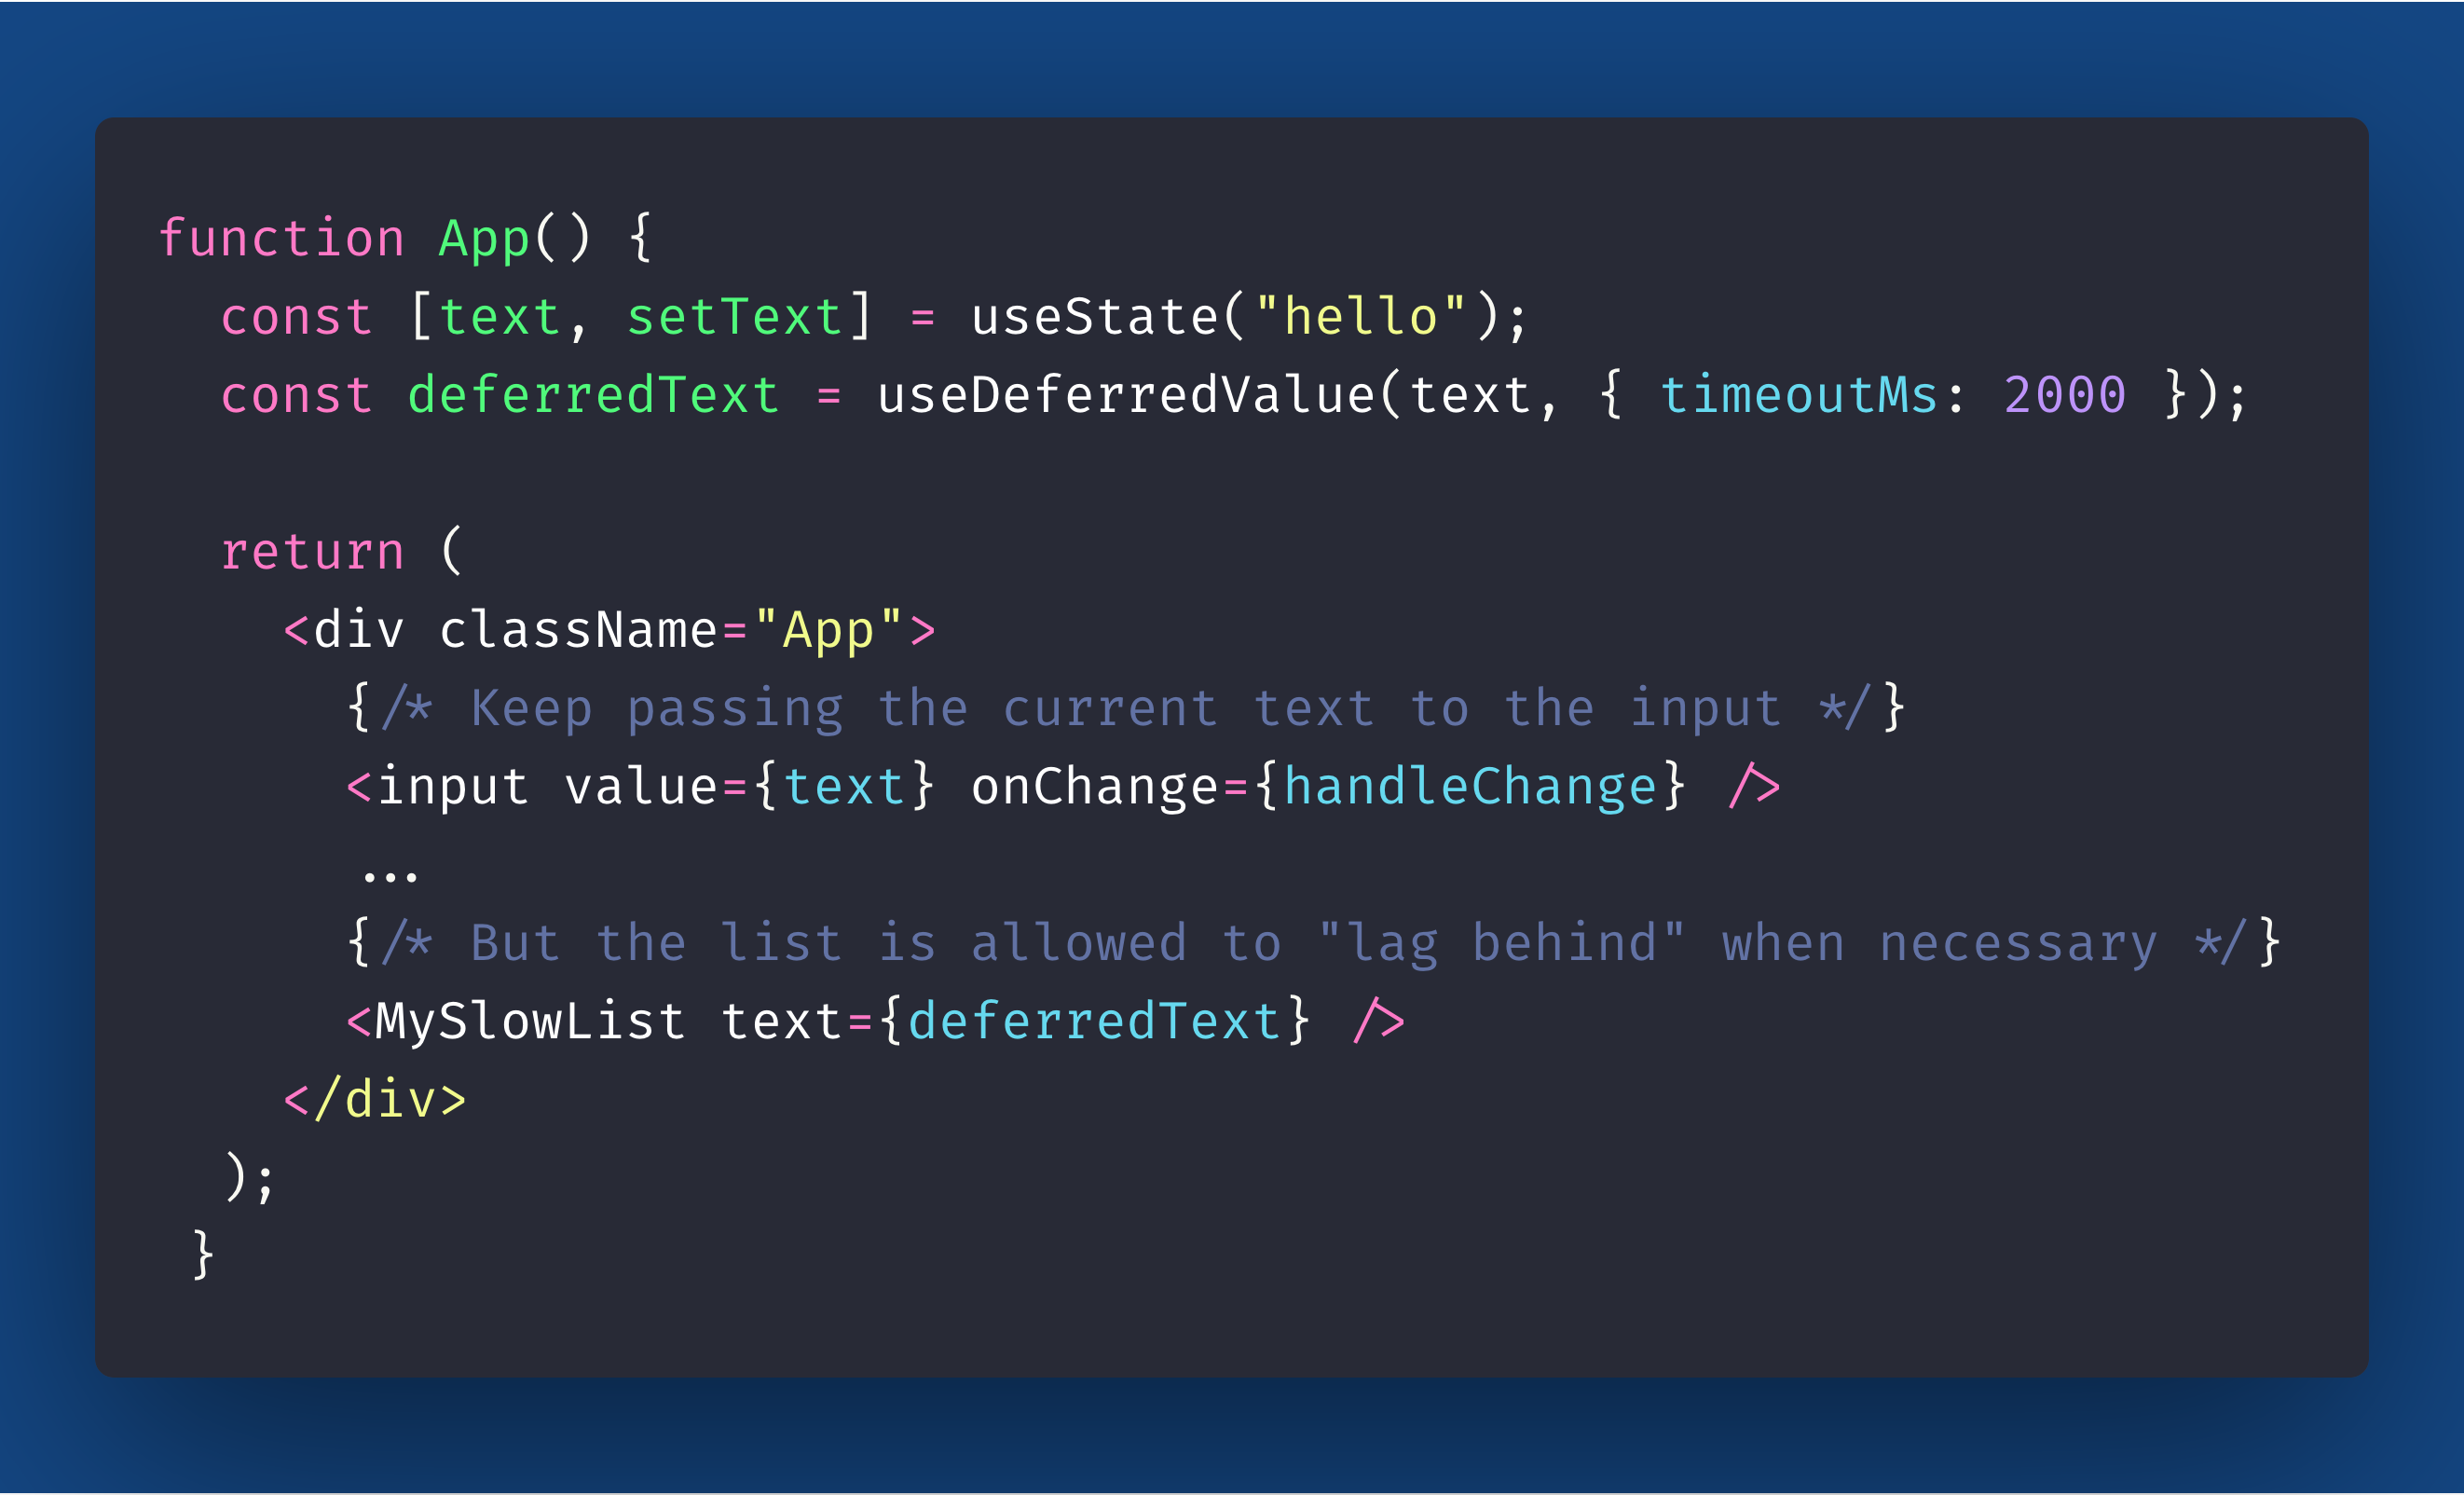 function App() {
  const [text, setText] = useState("hello");
  const deferredText = useDeferredValue(text, { timeoutMs: 2000 });

  return (
    <div className="App">
      {/* Keep passing the current text to the input */}
      <input value={text} onChange={handleChange} />
      ...
      {/* But the list is allowed to "lag behind" when necessary */}
      <MySlowList text={deferredText} />
    </div>
  );
 }